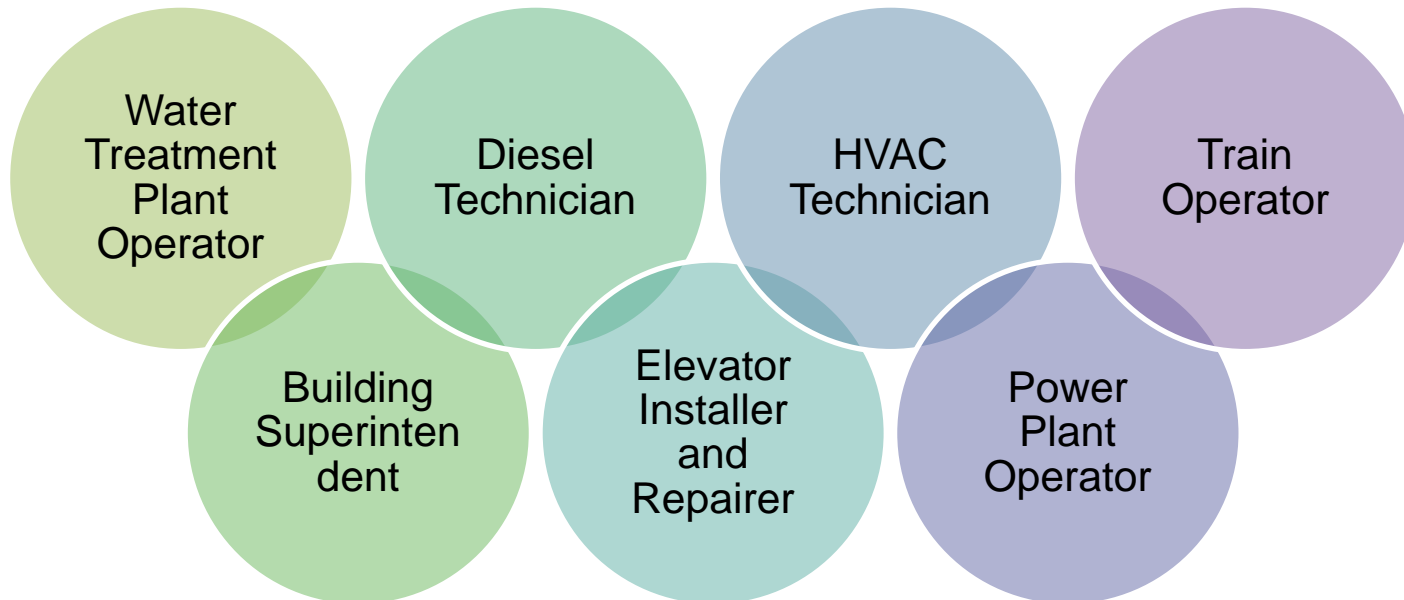 Water
Treatment
Plant
Operator
Diesel
Technician
HVAC
Technician
Train
Operator
Building
Superinten
dent
Elevator
Installer
and
Repairer
Power
Plant
Operator